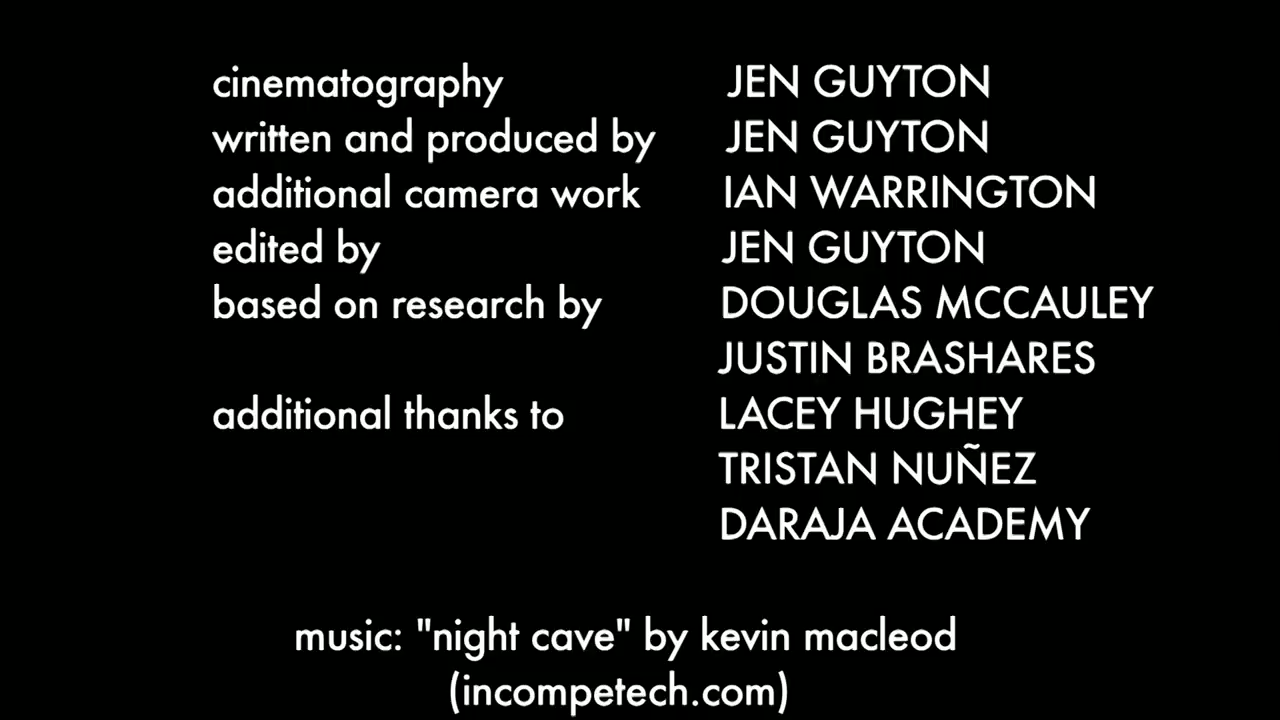 cinematography JEN GUYTON
written and produced by JEN GUYTON
additional camera work IAN WARRINGTON
edited by JEN GUYTON
based on research by DOUGLAS MCCAULEY
JUSTIN BRASHARES
additional thanks to LACEY HUGHEY
TRISTAN NUÑEZ
DARAJA ACADEMY
music: "night cave" by kevin macleod
(incompetech.com)